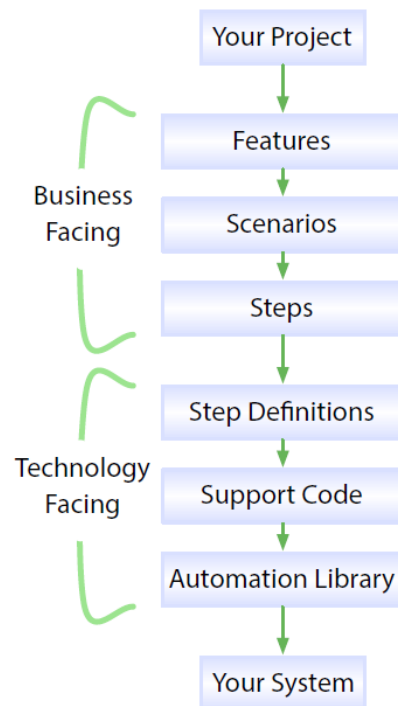 Your Project
Features
Business
Facing
Scenarios
Steps
Step Definitions
Technology
Facing
Support Code
Automation Library
Your System